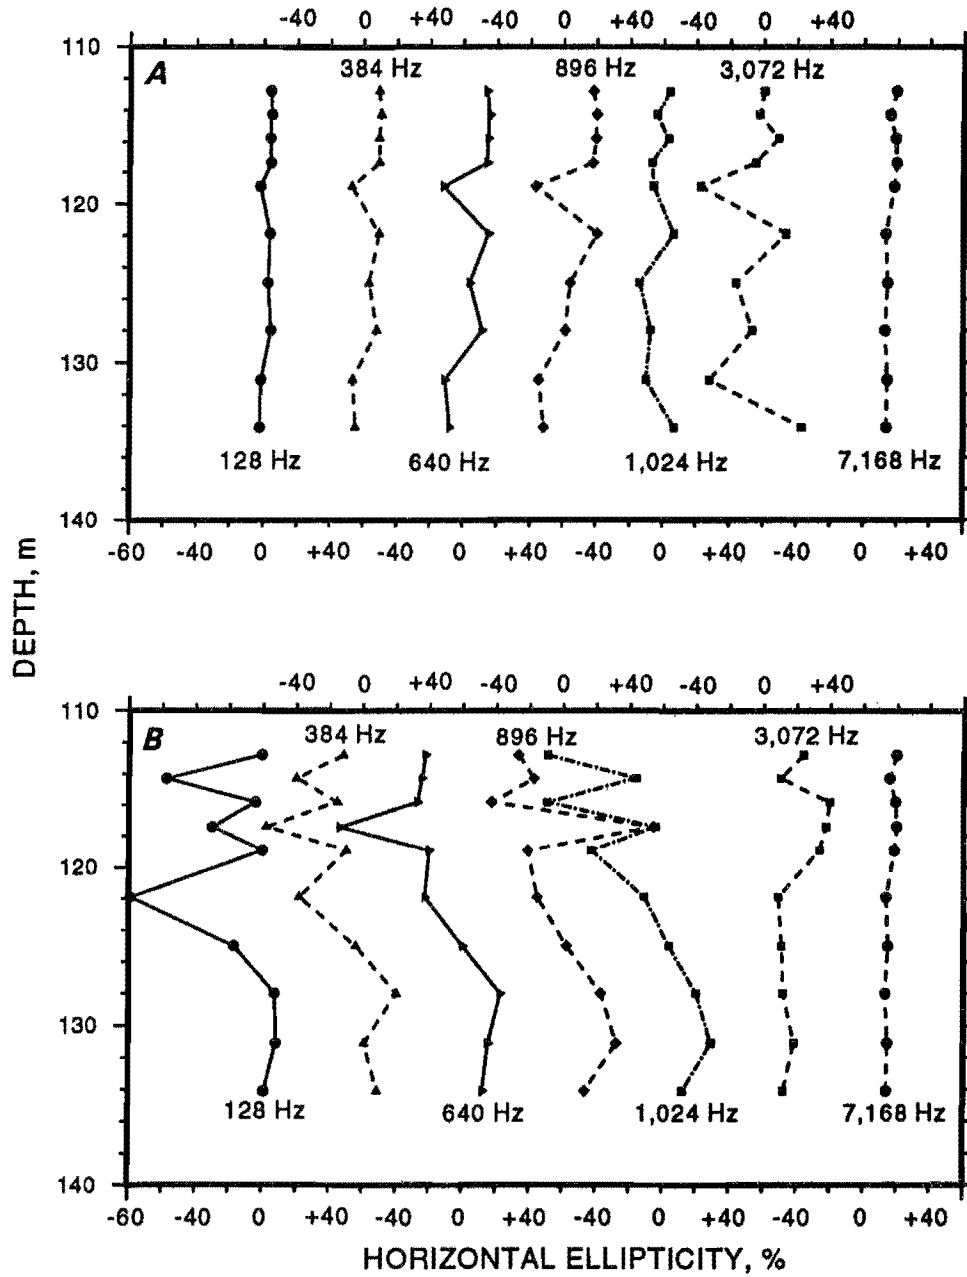 -40 0 +40 -40 0 +40 -40 0 +40
110
A
384 Hz 896 Hz 3,072 Hz
120
130
128 Hz 640 Hz 1,024 Hz 7,168 Hz
140
-60 -40 0 +40 -40 0 +40 -40 0 +40 -40 0 +40
DEPTH, m
-40 0 +40 -40 0 +40 -40 0 +40
110
B
384 Hz 896 Hz 3,072 Hz
120
130
128 Hz 640 Hz 1,024 Hz 7,168 Hz
140
-60 -40 0 +40 -40 0 +40 -40 0 +40 -40 0 +40
HORIZONTAL ELLIPTICITY, %